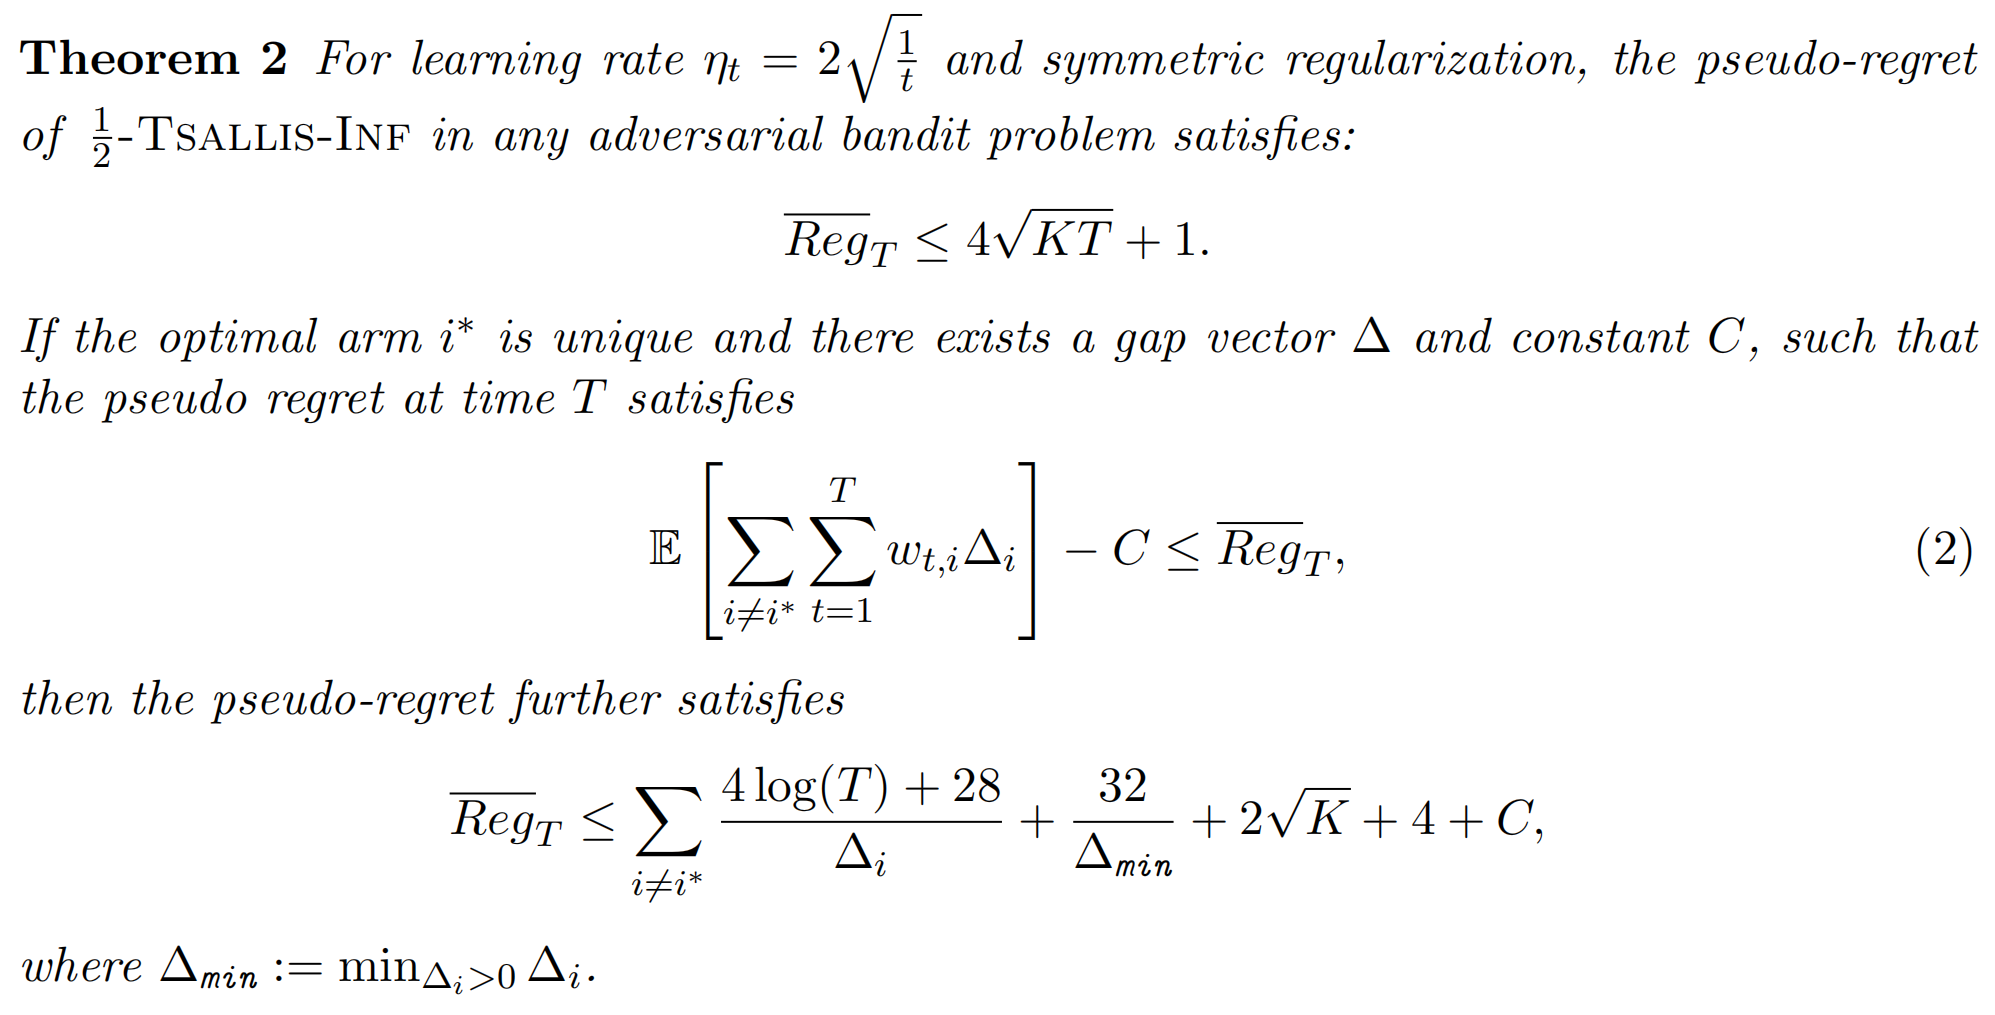 Theorem 2 For learning rate $\eta_t = 2\sqrt{\frac{1}{t}}$ and symmetric regularization, the pseudo-regret
of $\frac{1}{2}$-TSALLIS-INF in any adversarial bandit problem satisfies:
$\overline{Reg}_T \leq 4\sqrt{KT} + 1.$
If the optimal arm $i^*$ is unique and there exists a gap vector $\Delta$ and constant $C$, such that
the pseudo regret at time $T$ satisfies
$\mathbb{E}\left[\sum_{i \neq i^*} \sum_{t=1}^{T} w_{t,i}\Delta_i\right] - C \leq \overline{Reg}_T,$ (2)
then the pseudo-regret further satisfies
$\overline{Reg}_T \leq \sum_{i \neq i^*} \frac{4\log(T) + 28}{\Delta_i} + \frac{32}{\Delta_{min}} + 2\sqrt{K} + 4 + C,$
where $\Delta_{min} := \min_{\Delta_i > 0} \Delta_i.$